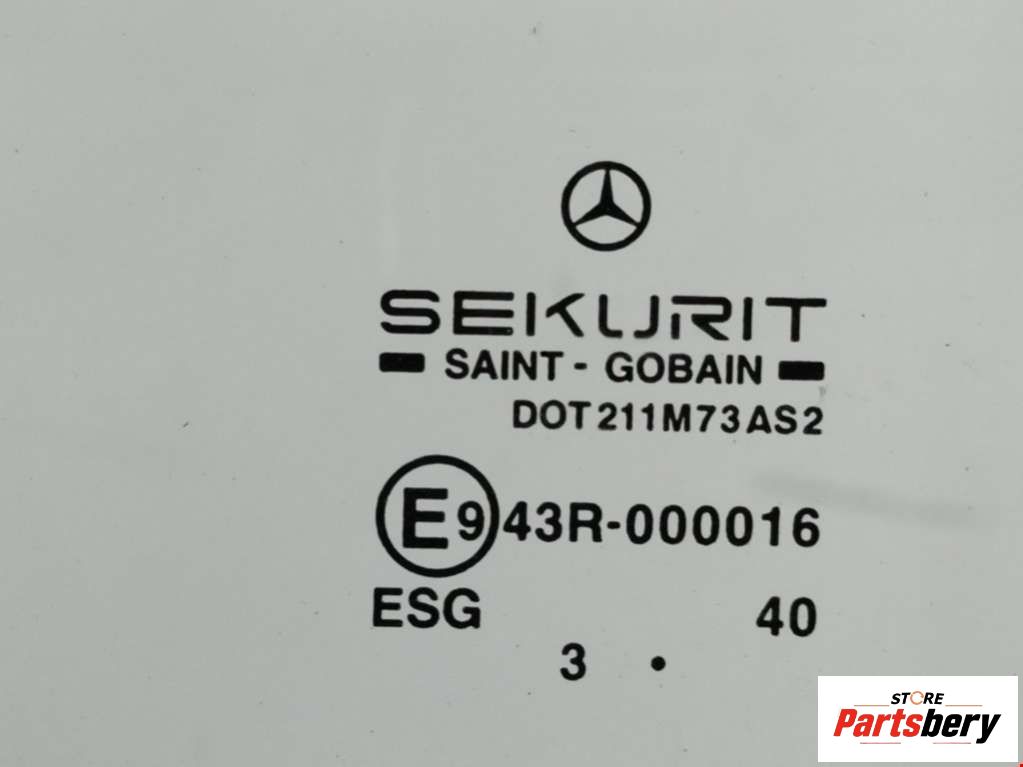 SEKURIT
SAINT - GOBAIN
DOT211M73AS2
E9 43R-000016
ESG 40
3 •
STORE
Partsbery